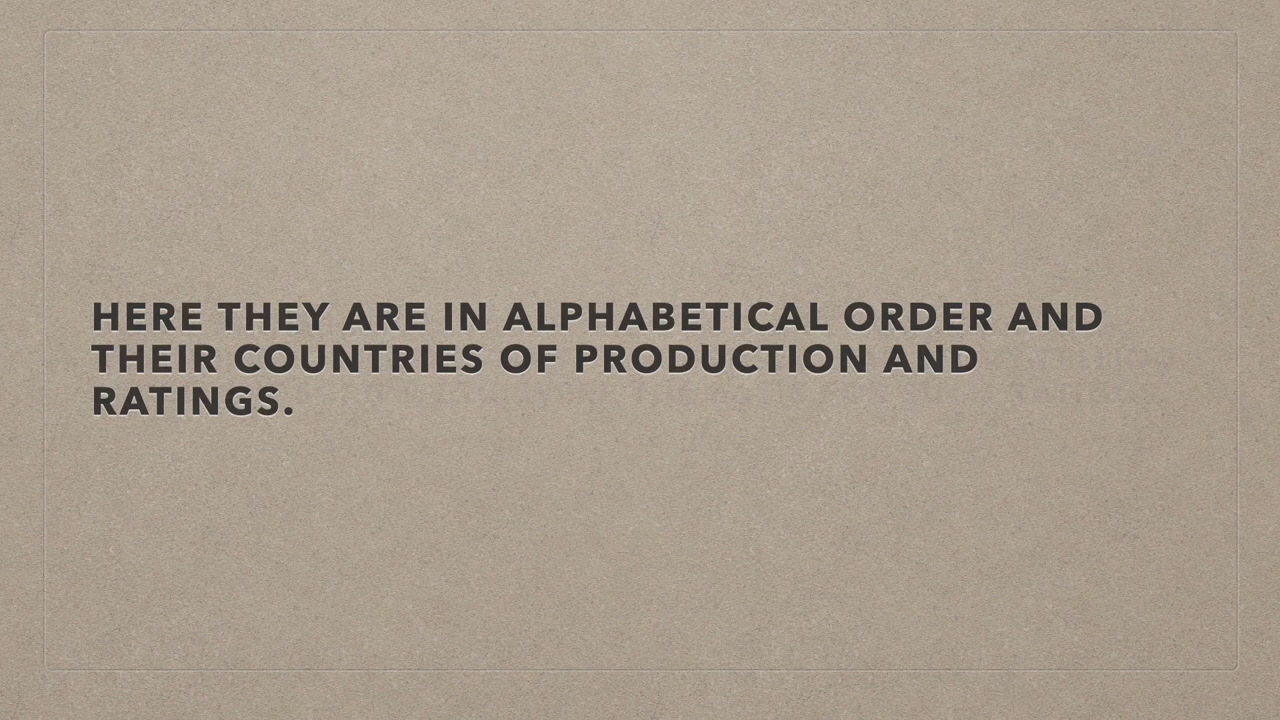 HERE THEY ARE IN ALPHABETICAL ORDER AND
THEIR COUNTRIES OF PRODUCTION AND
RATINGS.